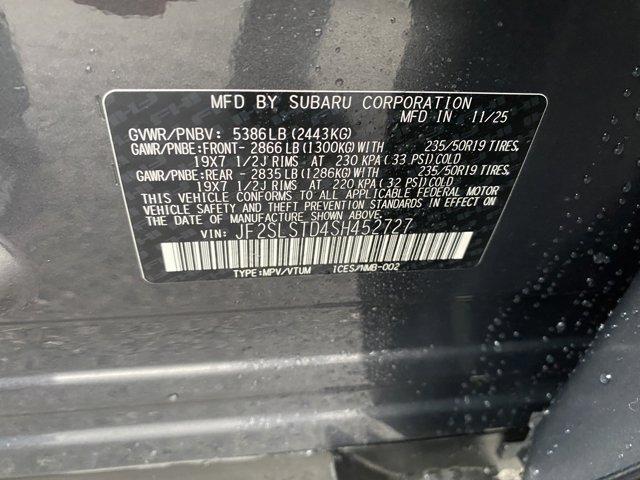 MFD BY SUBARU CORPORATION
MFD IN 11/25
GVWR/PNBV: 5386LB(2443KG)
GAWR/PNBE:FRONT- 2866LB(1300KG)WITH 235/50R19 TIRES,
19X7 1/2J RIMS AT 230 KPA(33 PSI)COLD
GAWR/PNBE:REAR - 2835LB(1286KG)WITH 235/50R19 TIRES,
19X7 1/2J RIMS AT 220 KPA(32 PSI)COLD
THIS VEHICLE CONFORMS TO ALL APPLICABLE FEDERAL MOTOR
VEHICLE SAFETY AND THEFT PREVENTION STANDARDS IN EFFECT ON
THE DATE OF MANUFACTURE SHOWN ABOVE.
VIN: JF2SLSTD4SH452727
TYPE:MPV/VTUM ICES/NMB-002